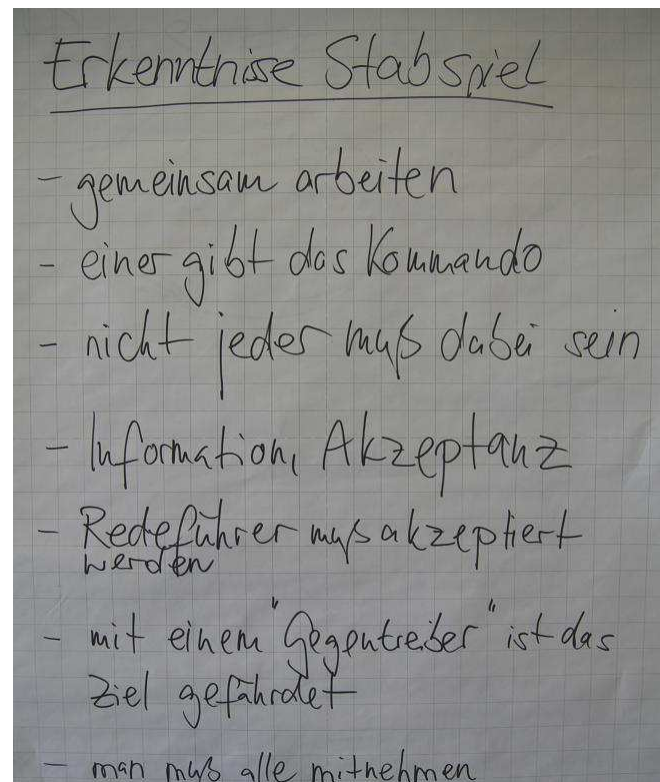 Erkenntnise Stabspiel
- gemeinsam arbeiten
- einer gibt das Kommando
- nicht jeder muß dabei sein
- Information, Akzeptanz
- Redeführer muß akzeptiert
werden
- mit einem "Gegentreiber" ist das
Ziel gefährdet
- man muß alle mitnehmen